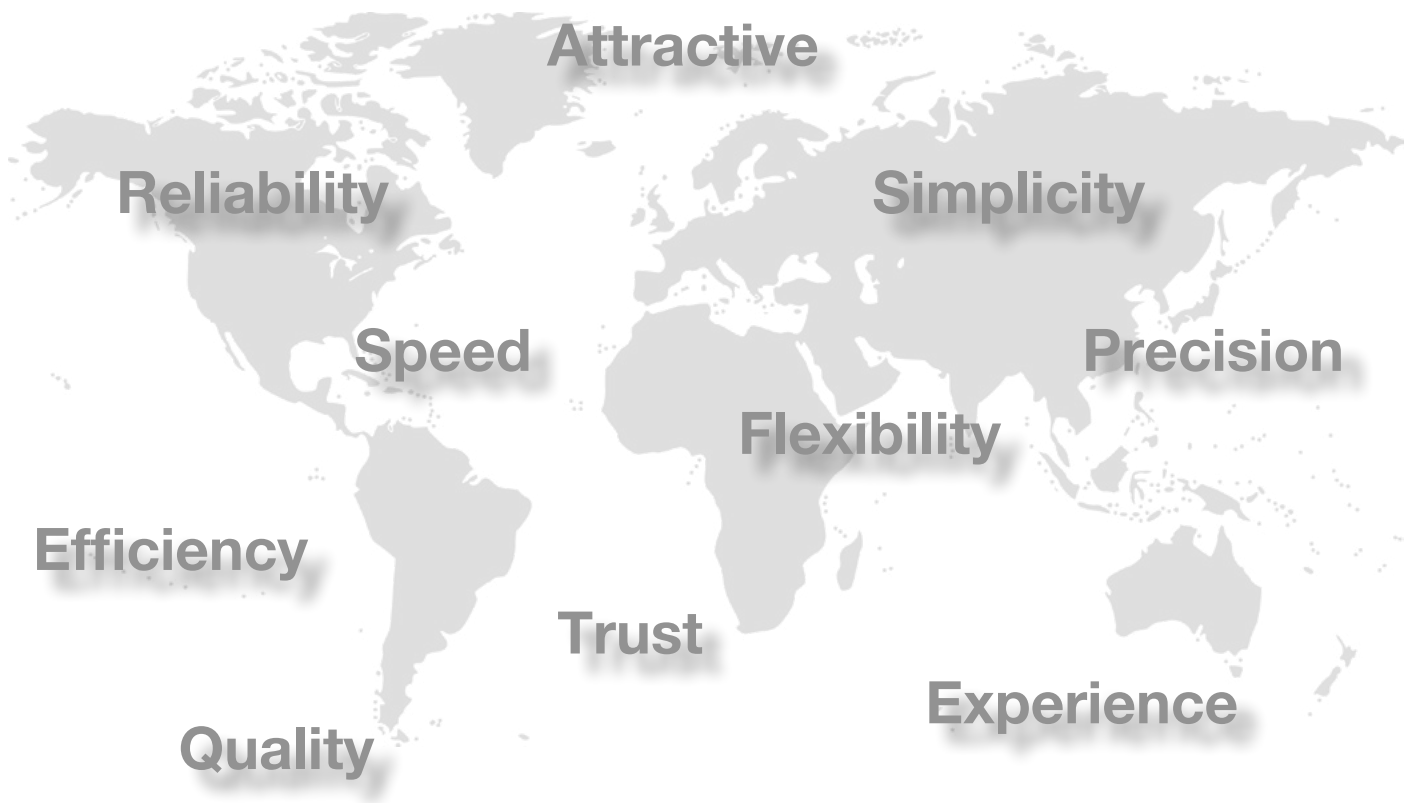 Attractive
Reliability
Simplicity
Speed
Precision
Flexibility
Efficiency
Trust
Experience
Quality